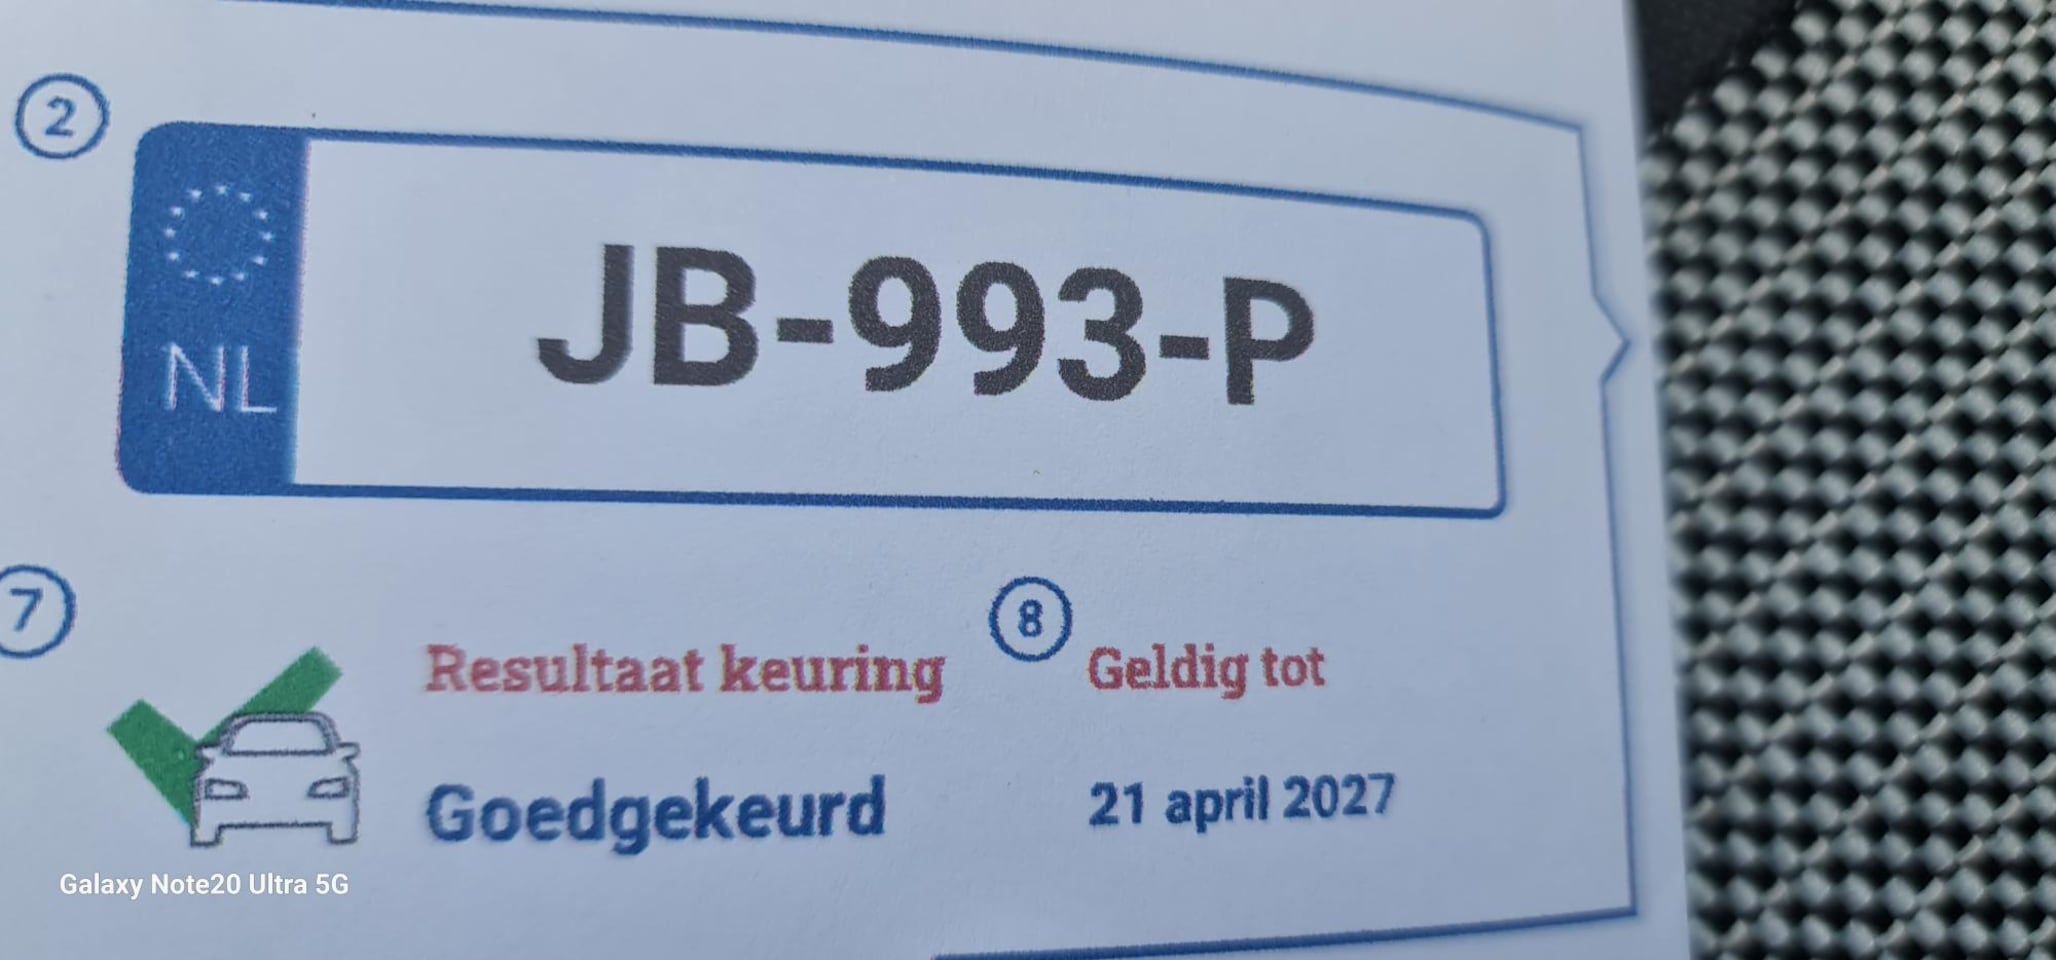 2
NL
JB-993-P
7
Resultaat keuring
8
Geldig tot
Goedgekeurd
21 april 2027
Galaxy Note20 Ultra 5G